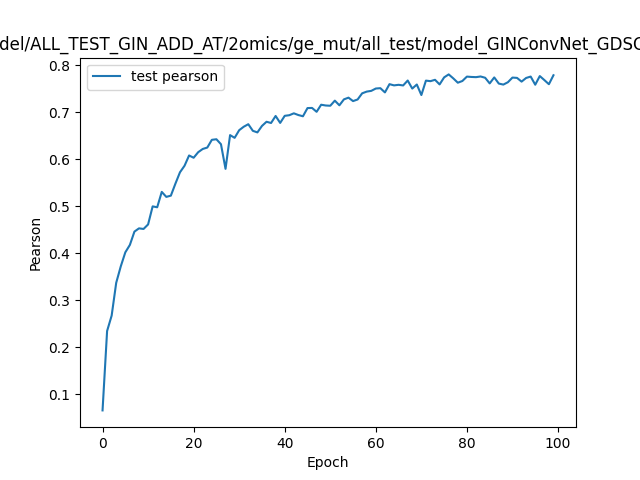 del/ALL_TEST_GIN_ADD_AT/2omics/ge_mut/all_test/model_GINConvNet_GDSC
test pearson
0.8
0.7
0.6
0.5
0.4
0.3
0.2
0.1
Pearson
0 20 40 60 80 100
Epoch